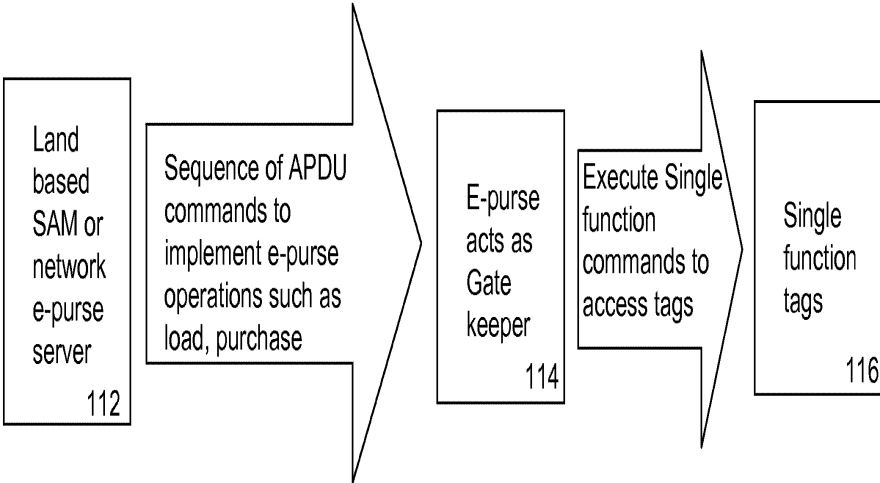 Land
based
SAM or
network
e-purse
server
112
Sequence of APDU
commands to
implement e-purse
operations such as
load, purchase
E-purse
acts as
Gate
keeper
114
Execute Single
function
commands to
access tags
Single
function
tags
116